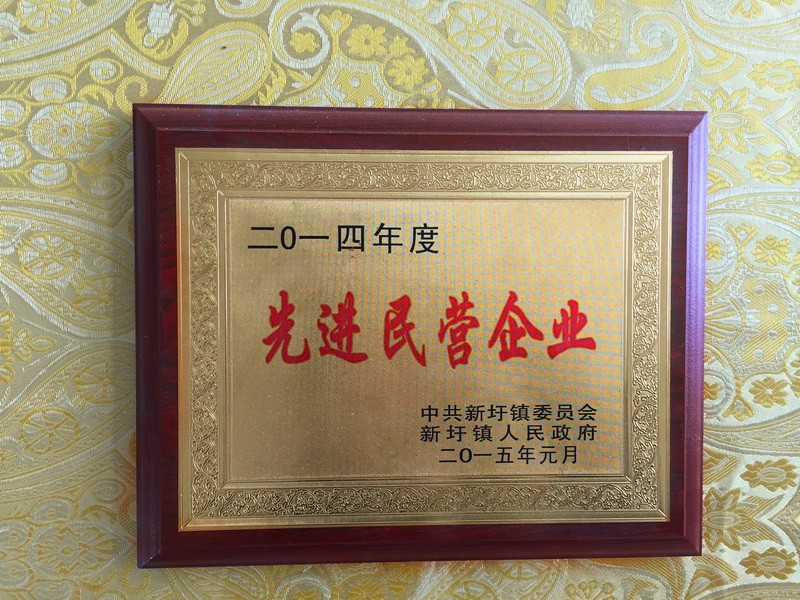 二0一四年度
先进民营企业
中共新圩镇委员会
新圩镇人民政府
二0一五年元月